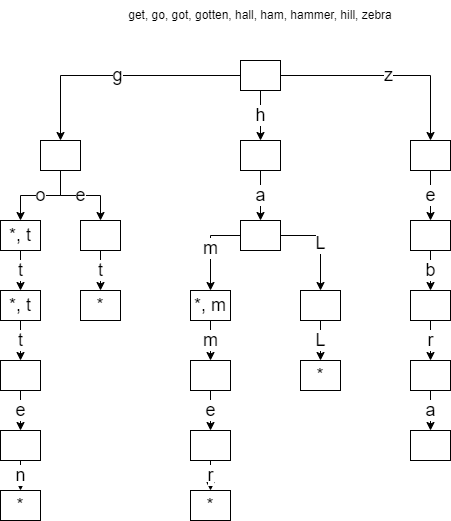 get, go, got, gotten, hall, ham, hammer, hill, zebra
g z
h
o e a e
m L
*, t
t t b
*, t * *, m
t m L r
*
e e a
n r
* *